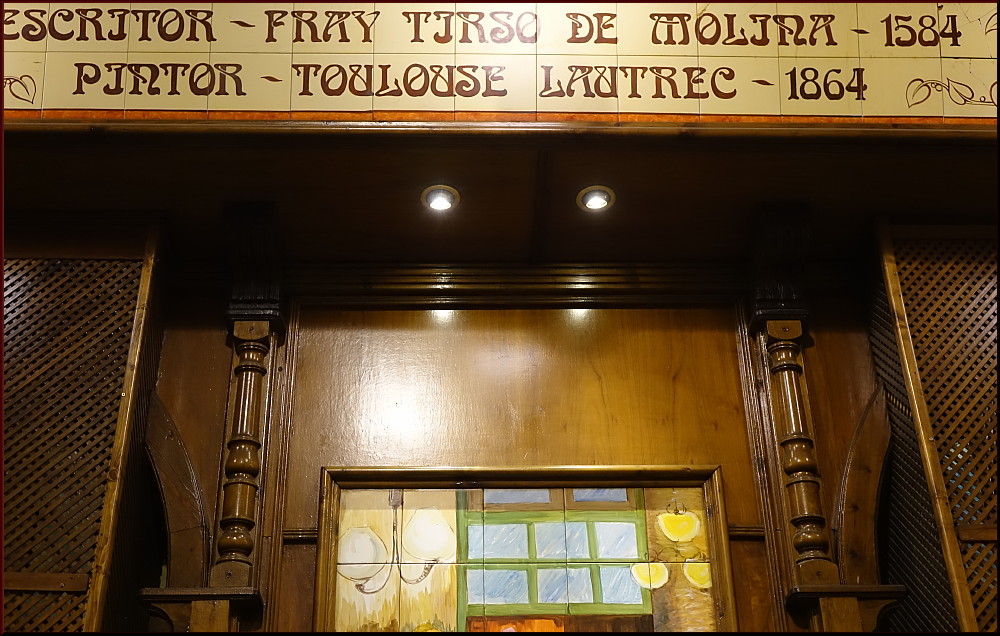 ESCRITOR - FRAY TIRSO DE MOLINA - 1584
PINTOR - TOULOUSE LAUTREC - 1864